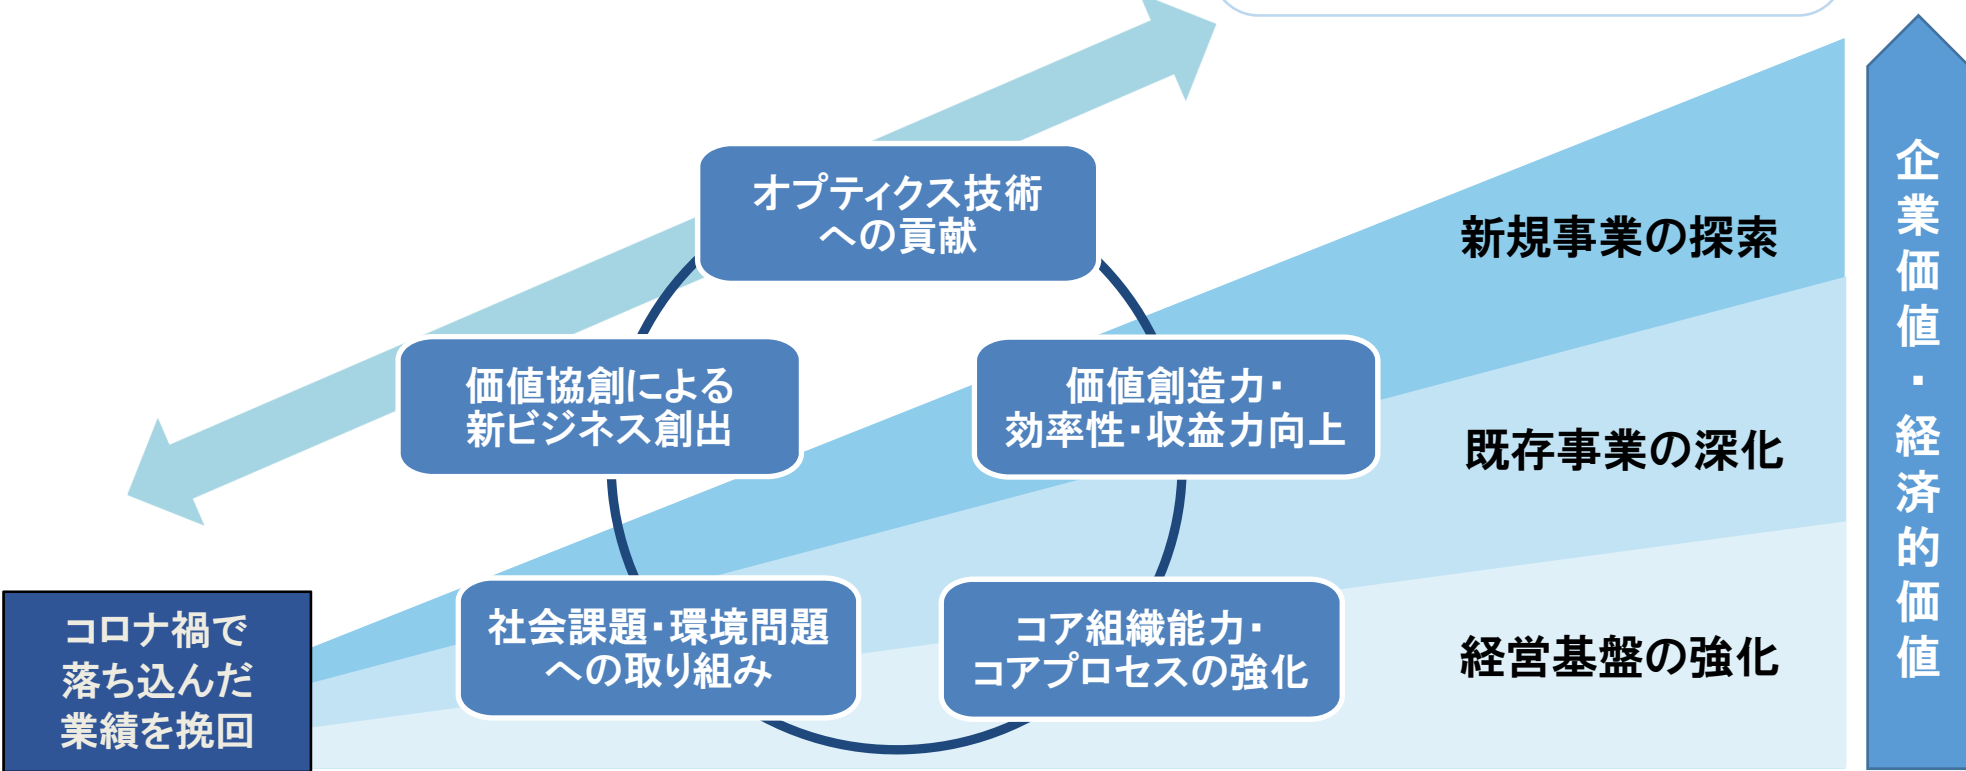 オプティクス技術
への貢献
価値協創による
新ビジネス創出
価値創造力・
効率性・収益力向上
社会課題・環境問題
への取り組み
コア組織能力・
コアプロセスの強化
新規事業の探索
既存事業の深化
経営基盤の強化
コロナ禍で
落ち込んだ
業績を挽回
企業価値・経済的価値